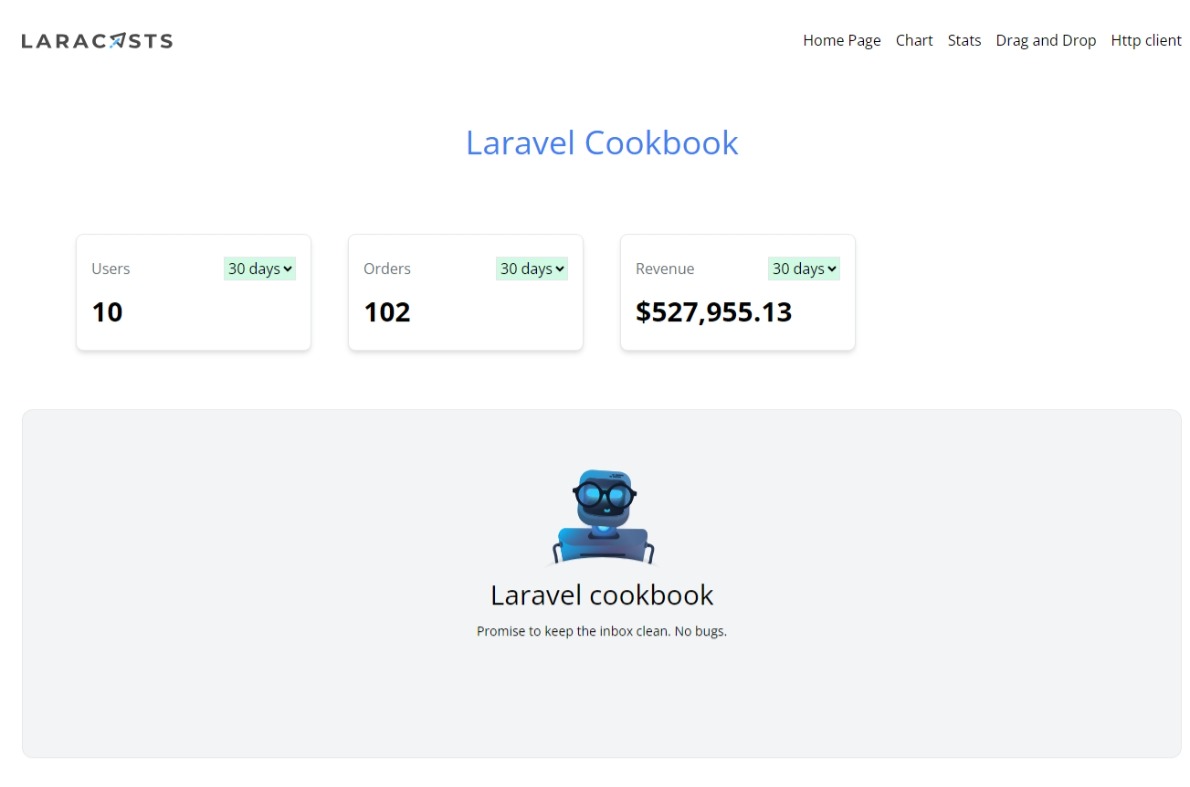 LARACASTS
Home Page Chart Stats Drag and Drop Http client
Laravel Cookbook
Users 30 days
10
Orders 30 days
102
Revenue 30 days
$527,955.13
Laravel cookbook
Promise to keep the inbox clean. No bugs.